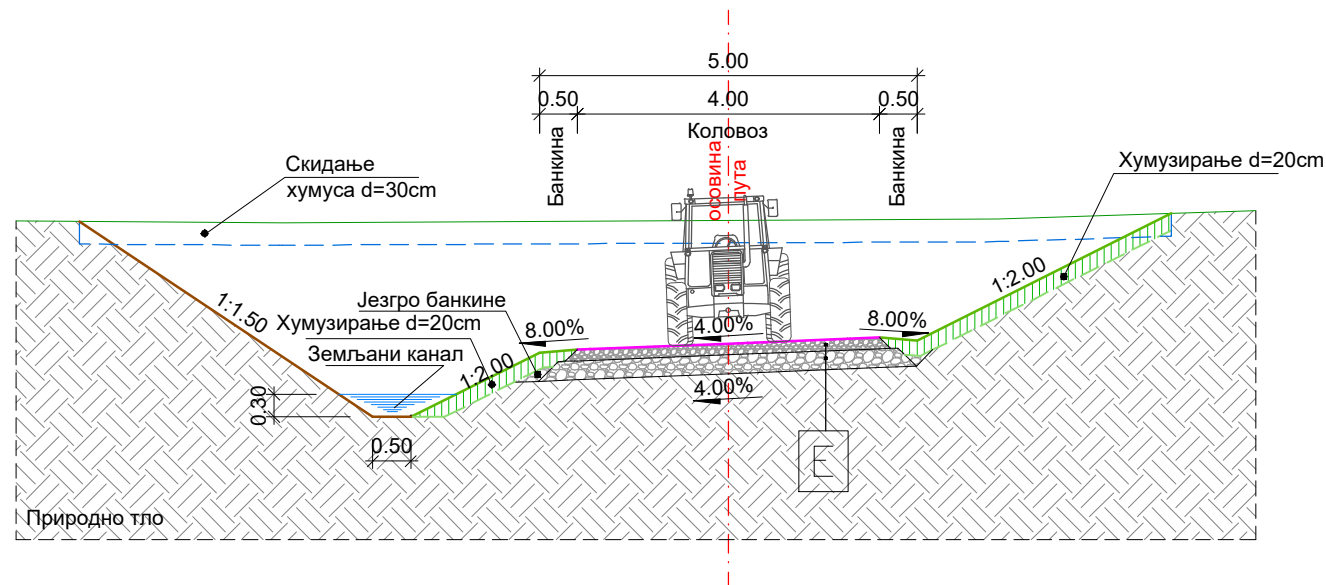 5.00
0.50
4.00
0.50
Коловоз
Банкина
осовина
пута
Банкина
Скидање
хумуса d=30cm
Хумузирање d=20cm
1:1.50
1:2.00
Језгро банкине
Хумузирање d=20cm
Земљани канал
1:2.00
8.00%
4.00%
8.00%
4.00%
0.30
0.50
E
Природно тло